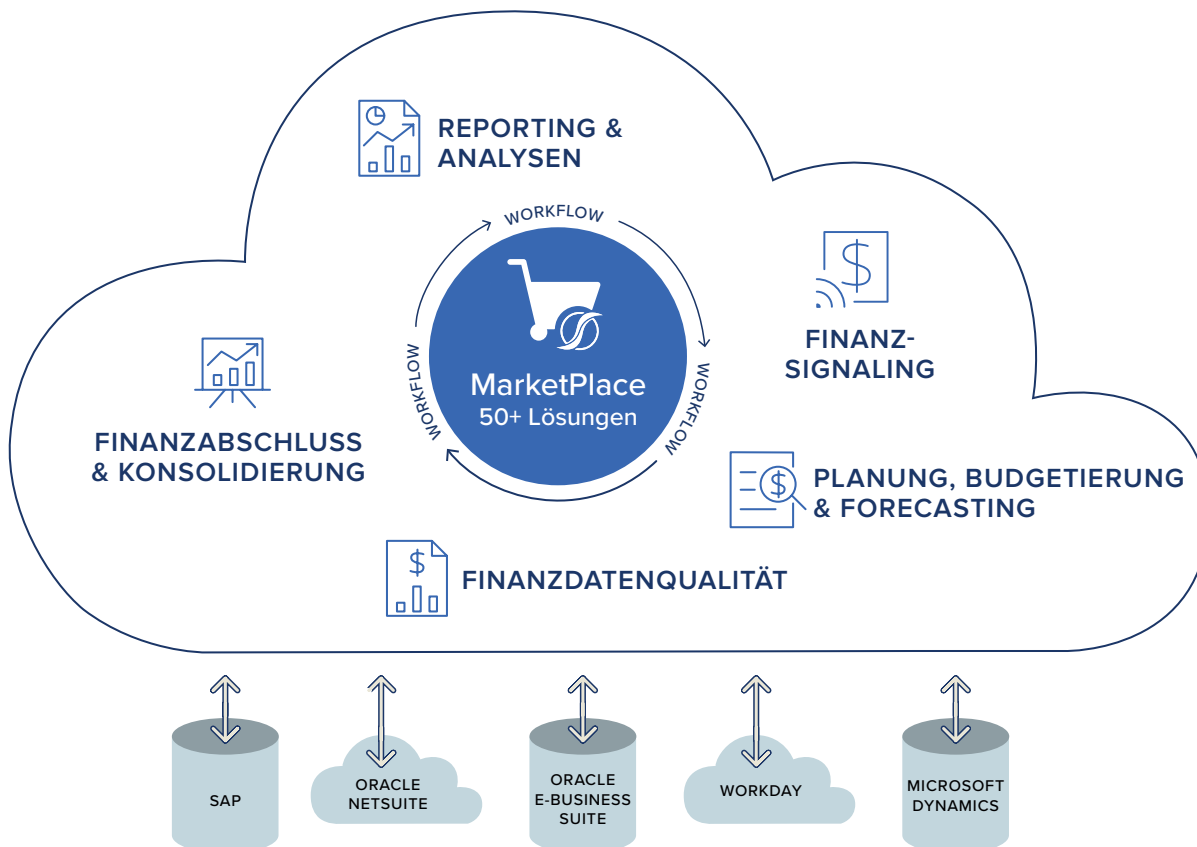 REPORTING &
ANALYSEN
WORKFLOW
FINANZ-
SIGNALING
WORKFLOW
MarketPlace
50+ Lösungen
WORKFLOW
FINANZABSCHLUSS
& KONSOLIDIERUNG
PLANUNG, BUDGETIERUNG
& FORECASTING
FINANZDATENQUALITÄT
SAP
ORACLE
NETSUITE
ORACLE
E-BUSINESS
SUITE
WORKDAY
MICROSOFT
DYNAMICS